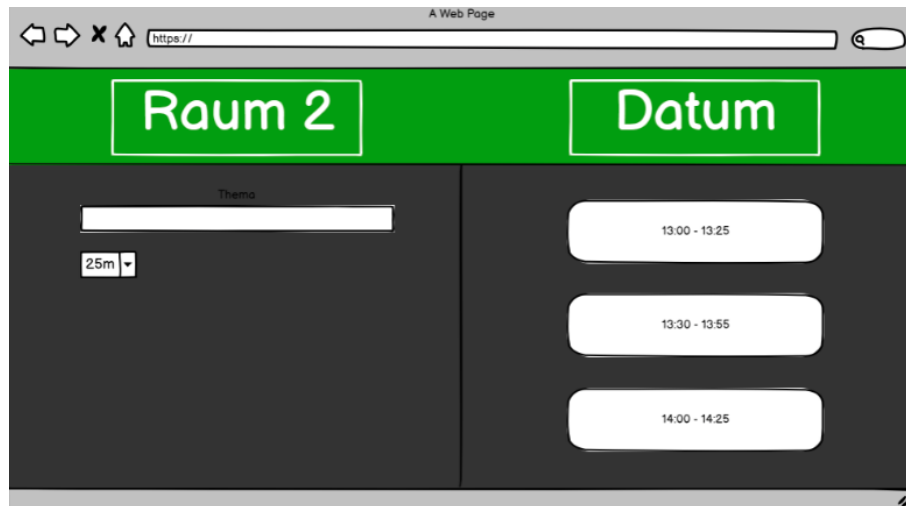 A Web Page
https://
Raum 2
Datum
Thema
25m
13:00 - 13:25
13:30 - 13:55
14:00 - 14:25